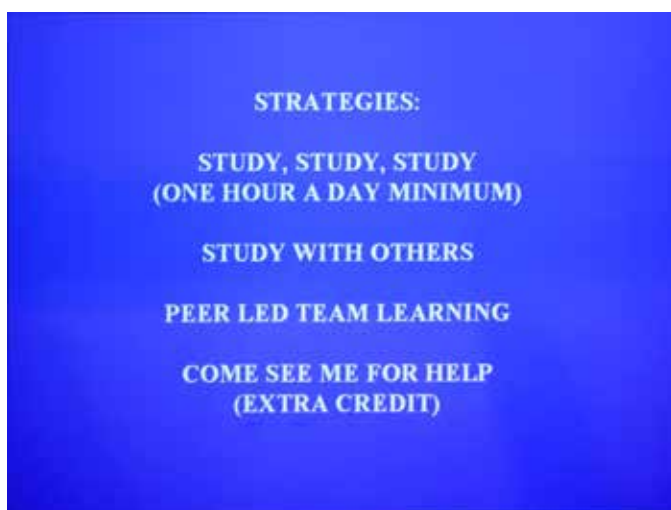 STRATEGIES:
STUDY, STUDY, STUDY
(ONE HOUR A DAY MINIMUM)
STUDY WITH OTHERS
PEER LED TEAM LEARNING
COME SEE ME FOR HELP
(EXTRA CREDIT)